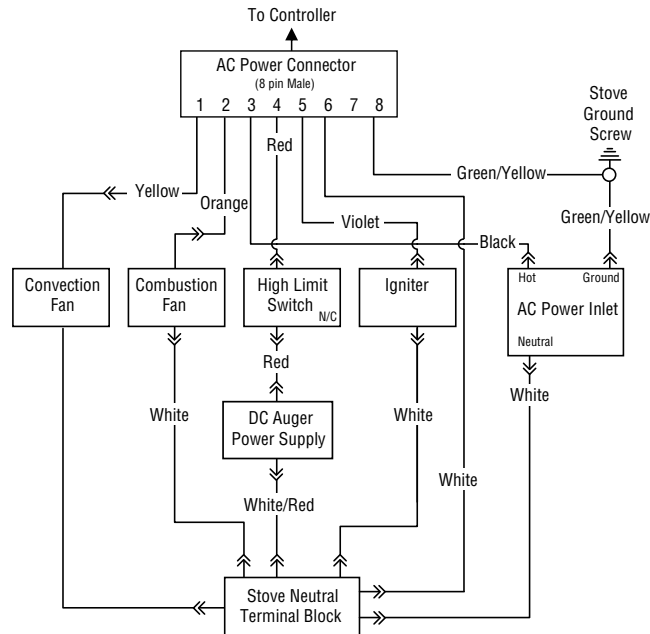 To Controller
AC Power Connector
(8 pin Male)
1 2 3 4 5 6 7 8
Stove
Ground
Screw
Red
Green/Yellow
Yellow
Orange
Violet
Green/Yellow
Black
Convection
Fan
Combustion
Fan
High Limit
Switch
N/C
Igniter
Hot
Ground
AC Power Inlet
Neutral
Red
White
DC Auger
Power Supply
White
White
White
White/Red
Stove Neutral
Terminal Block